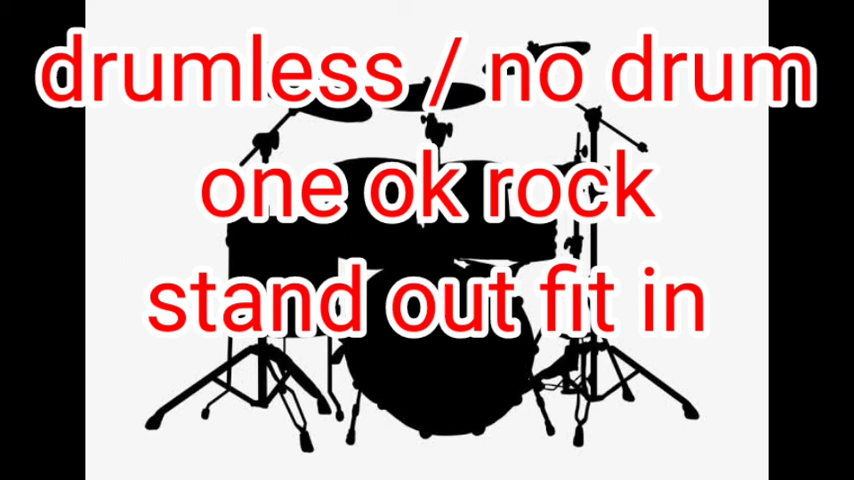 drumless / no drum
one ok rock
stand out fit in